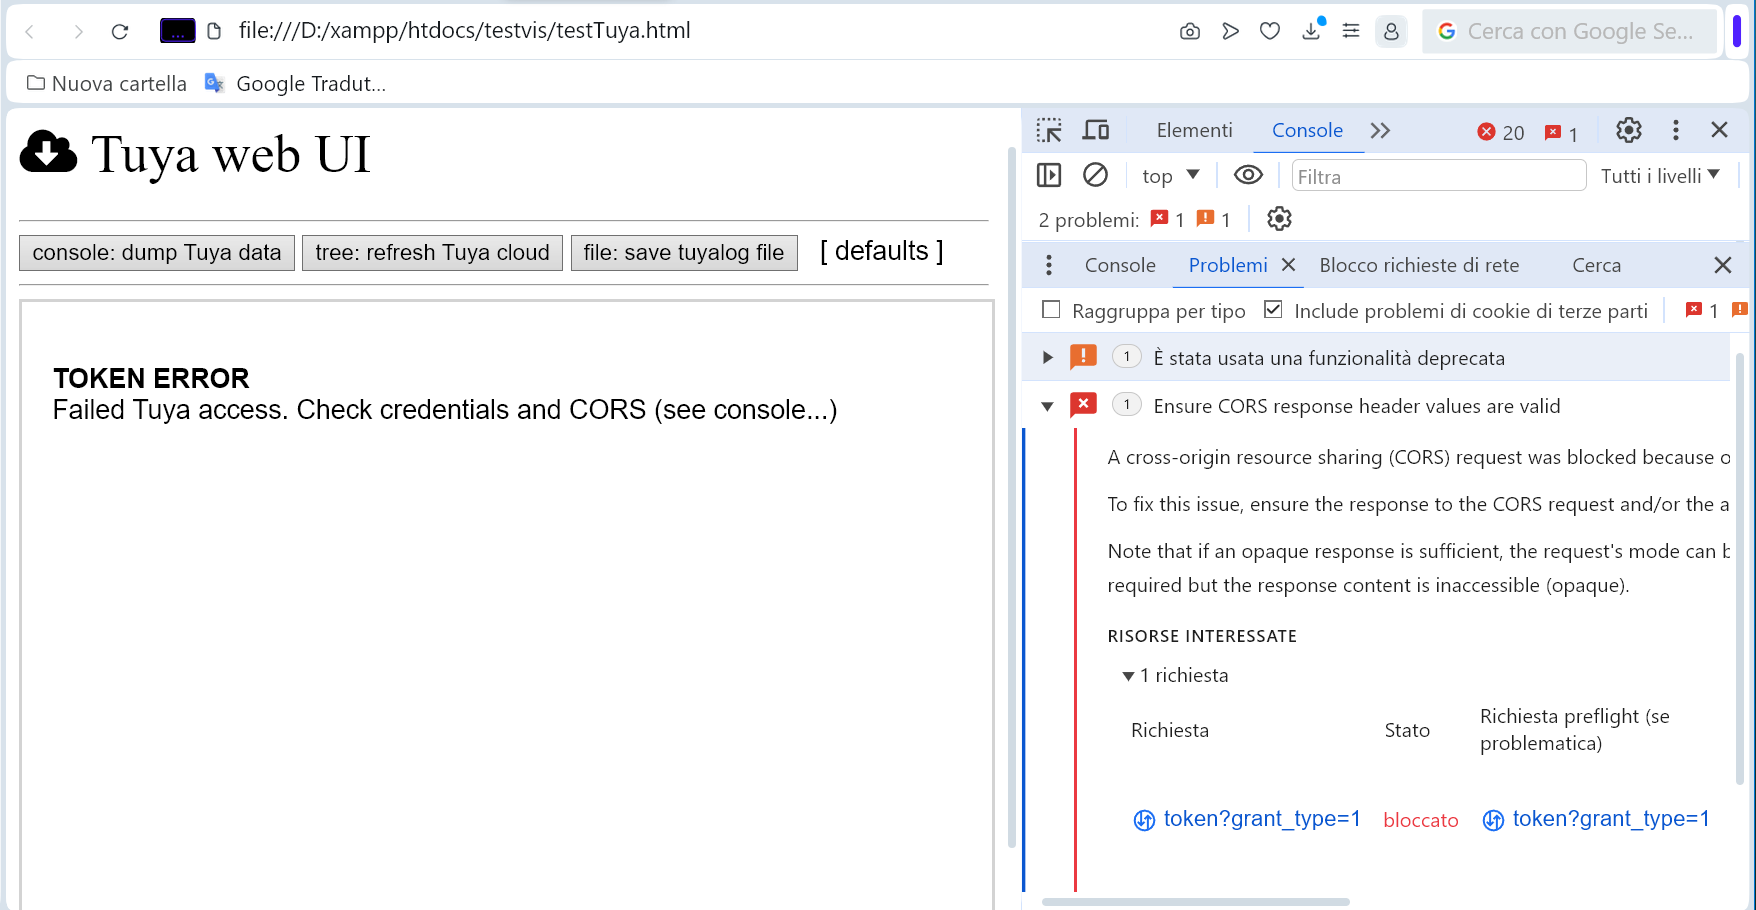 ...
file:///D:/xampp/htdocs/testvis/testTuya.html
Cerca con Google Se...
Nuova cartella
Google Tradut...
Tuya web UI
console: dump Tuya data
tree: refresh Tuya cloud
file: save tuyalog file
[ defaults ]
TOKEN ERROR
Failed Tuya access. Check credentials and CORS (see console...)
Elementi
Console
20
1
top
Filtra
Tutti i livelli
2 problemi: 1 1
Console
Problemi
Blocco richieste di rete
Cerca
Raggruppa per tipo
Include problemi di cookie di terze parti
1
1 È stata usata una funzionalità deprecata
1 Ensure CORS response header values are valid
A cross-origin resource sharing (CORS) request was blocked because
To fix this issue, ensure the response to the CORS request and/or the a
Note that if an opaque response is sufficient, the request's mode can
required but the response content is inaccessible (opaque).
RISORSE INTERESSATE
1 richiesta
Richiesta
Stato
Richiesta preflight (se
problematica)
token?grant_type=1
bloccato
token?grant_type=1